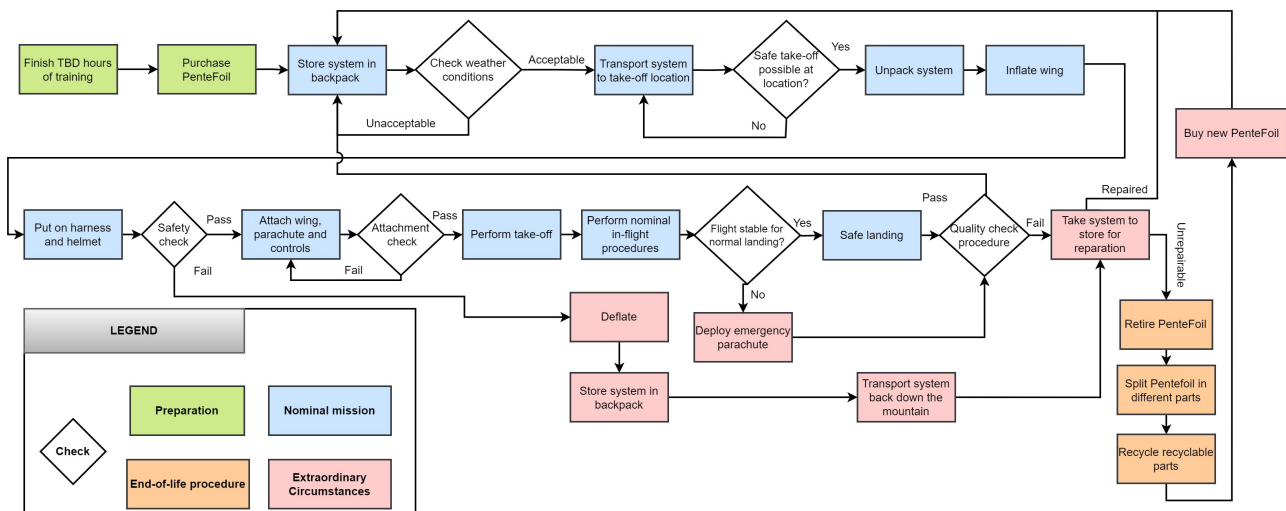 Finish TBD hours
of training
Purchase
PenteFoil
Store system in
backpack
Check weather
conditions
Acceptable
Unacceptable
Transport system
to take-off location
Safe take-off
possible at
location?
Yes
No
Unpack system
Inflate wing
Buy new PenteFoil
Put on harness
and helmet
Safety
check
Pass
Fail
Attach wing,
parachute and
controls
Attachment
check
Pass
Fail
Perform take-off
Perform nominal
in-flight
procedures
Flight stable for
normal landing?
Yes
No
Safe landing
Pass
Quality check
procedure
Fail
Take system to
store for
reparation
Repaired
Unrepairable
Deploy emergency
parachute
Deflate
Store system in
backpack
Transport system
back down the
mountain
Retire PenteFoil
Split Pentefoil in
different parts
Recycle recyclable
parts
LEGEND
Preparation
Nominal mission
Check
End-of-life procedure
Extraordinary
Circumstances